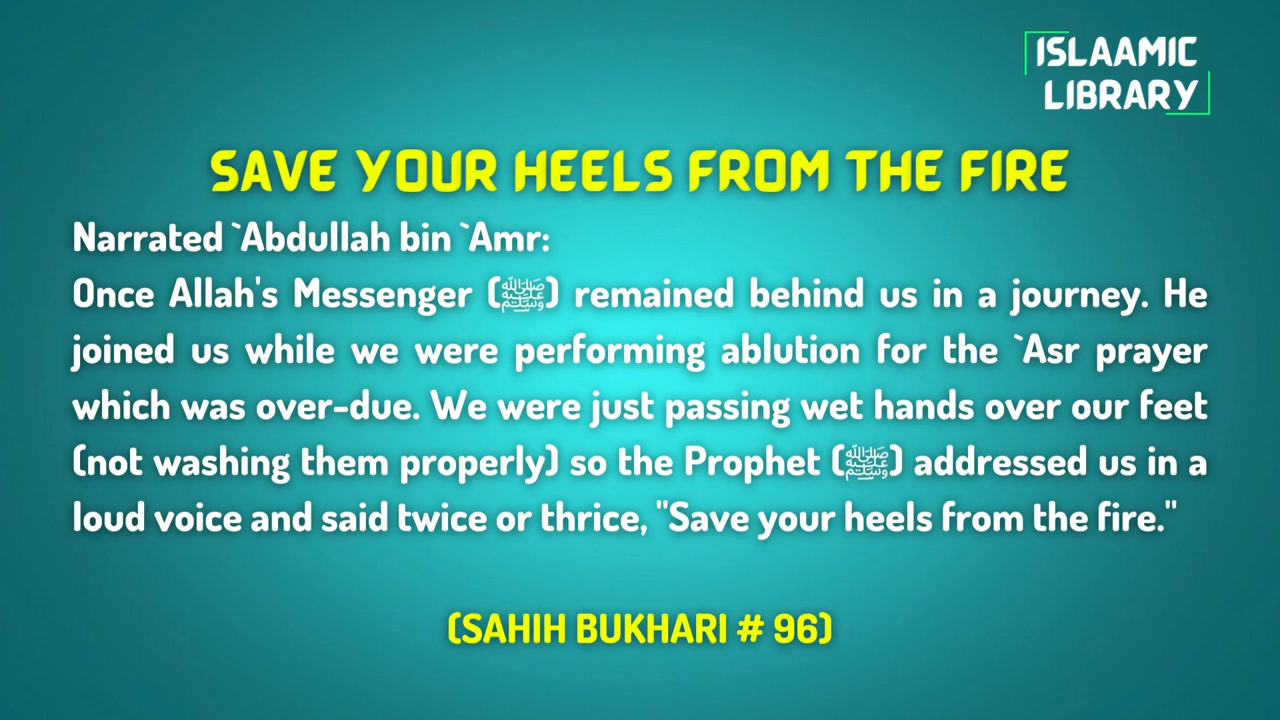 ISLAAMIC
LIBRARY
SAVE YOUR HEELS FROM THE FIRE
Narrated `Abdullah bin `Amr:
Once Allah's Messenger (ﷺ) remained behind us in a journey. He
joined us while we were performing ablution for the `Asr prayer
which was over-due. We were just passing wet hands over our feet
(not washing them properly) so the Prophet (ﷺ) addressed us in a
loud voice and said twice or thrice, "Save your heels from the fire."
(SAHIH BUKHARI # 96)